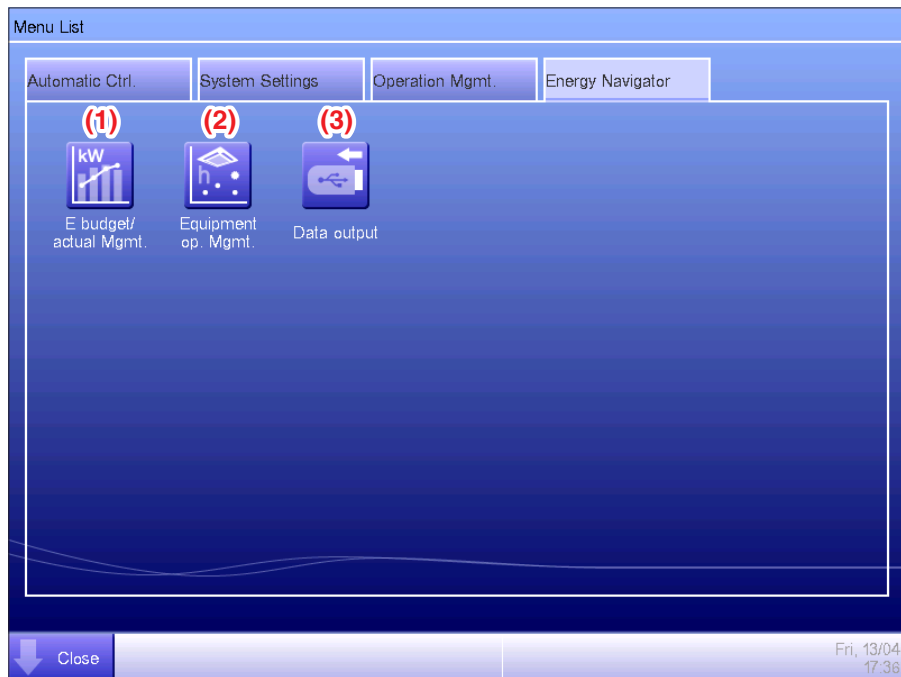 Menu List
Automatic Ctrl.
System Settings
Operation Mgmt.
Energy Navigator
(1)
(2)
(3)
kW
h
E budget/
actual Mgmt.
Equipment
op. Mgmt.
Data output
Close
Fri, 13/04
17:36